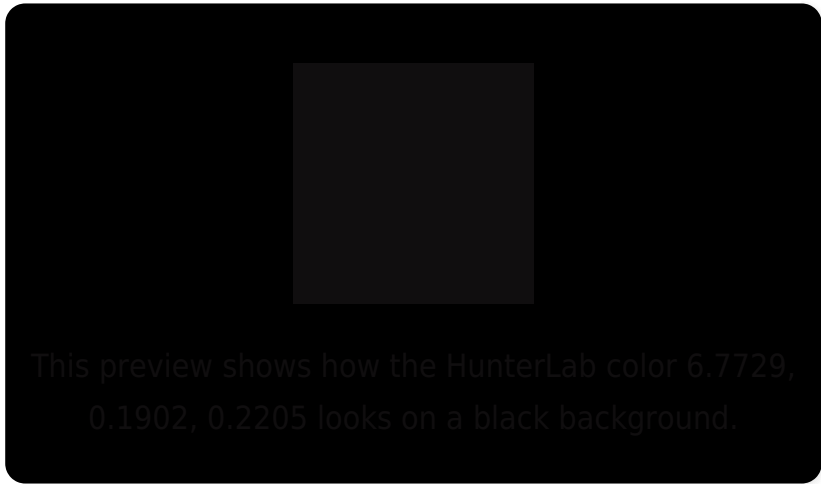 This preview shows how the HunterLab color 6.7729,
0.1902, 0.2205 looks on a black background.